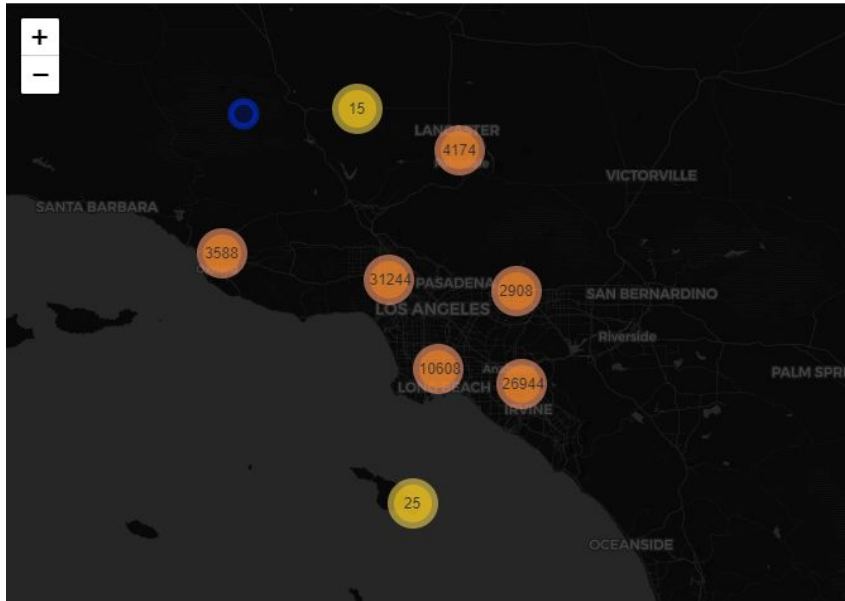 +
−
15
LANCASTER
4174
VICTORVILLE
SANTA BARBARA
3588
31244
PASADENA
2908
SAN BERNARDINO
LOS ANGELES
Riverside
10608
LONG BEACH
26944
PALM SPRI
IRVINE
25
OCEANSIDE